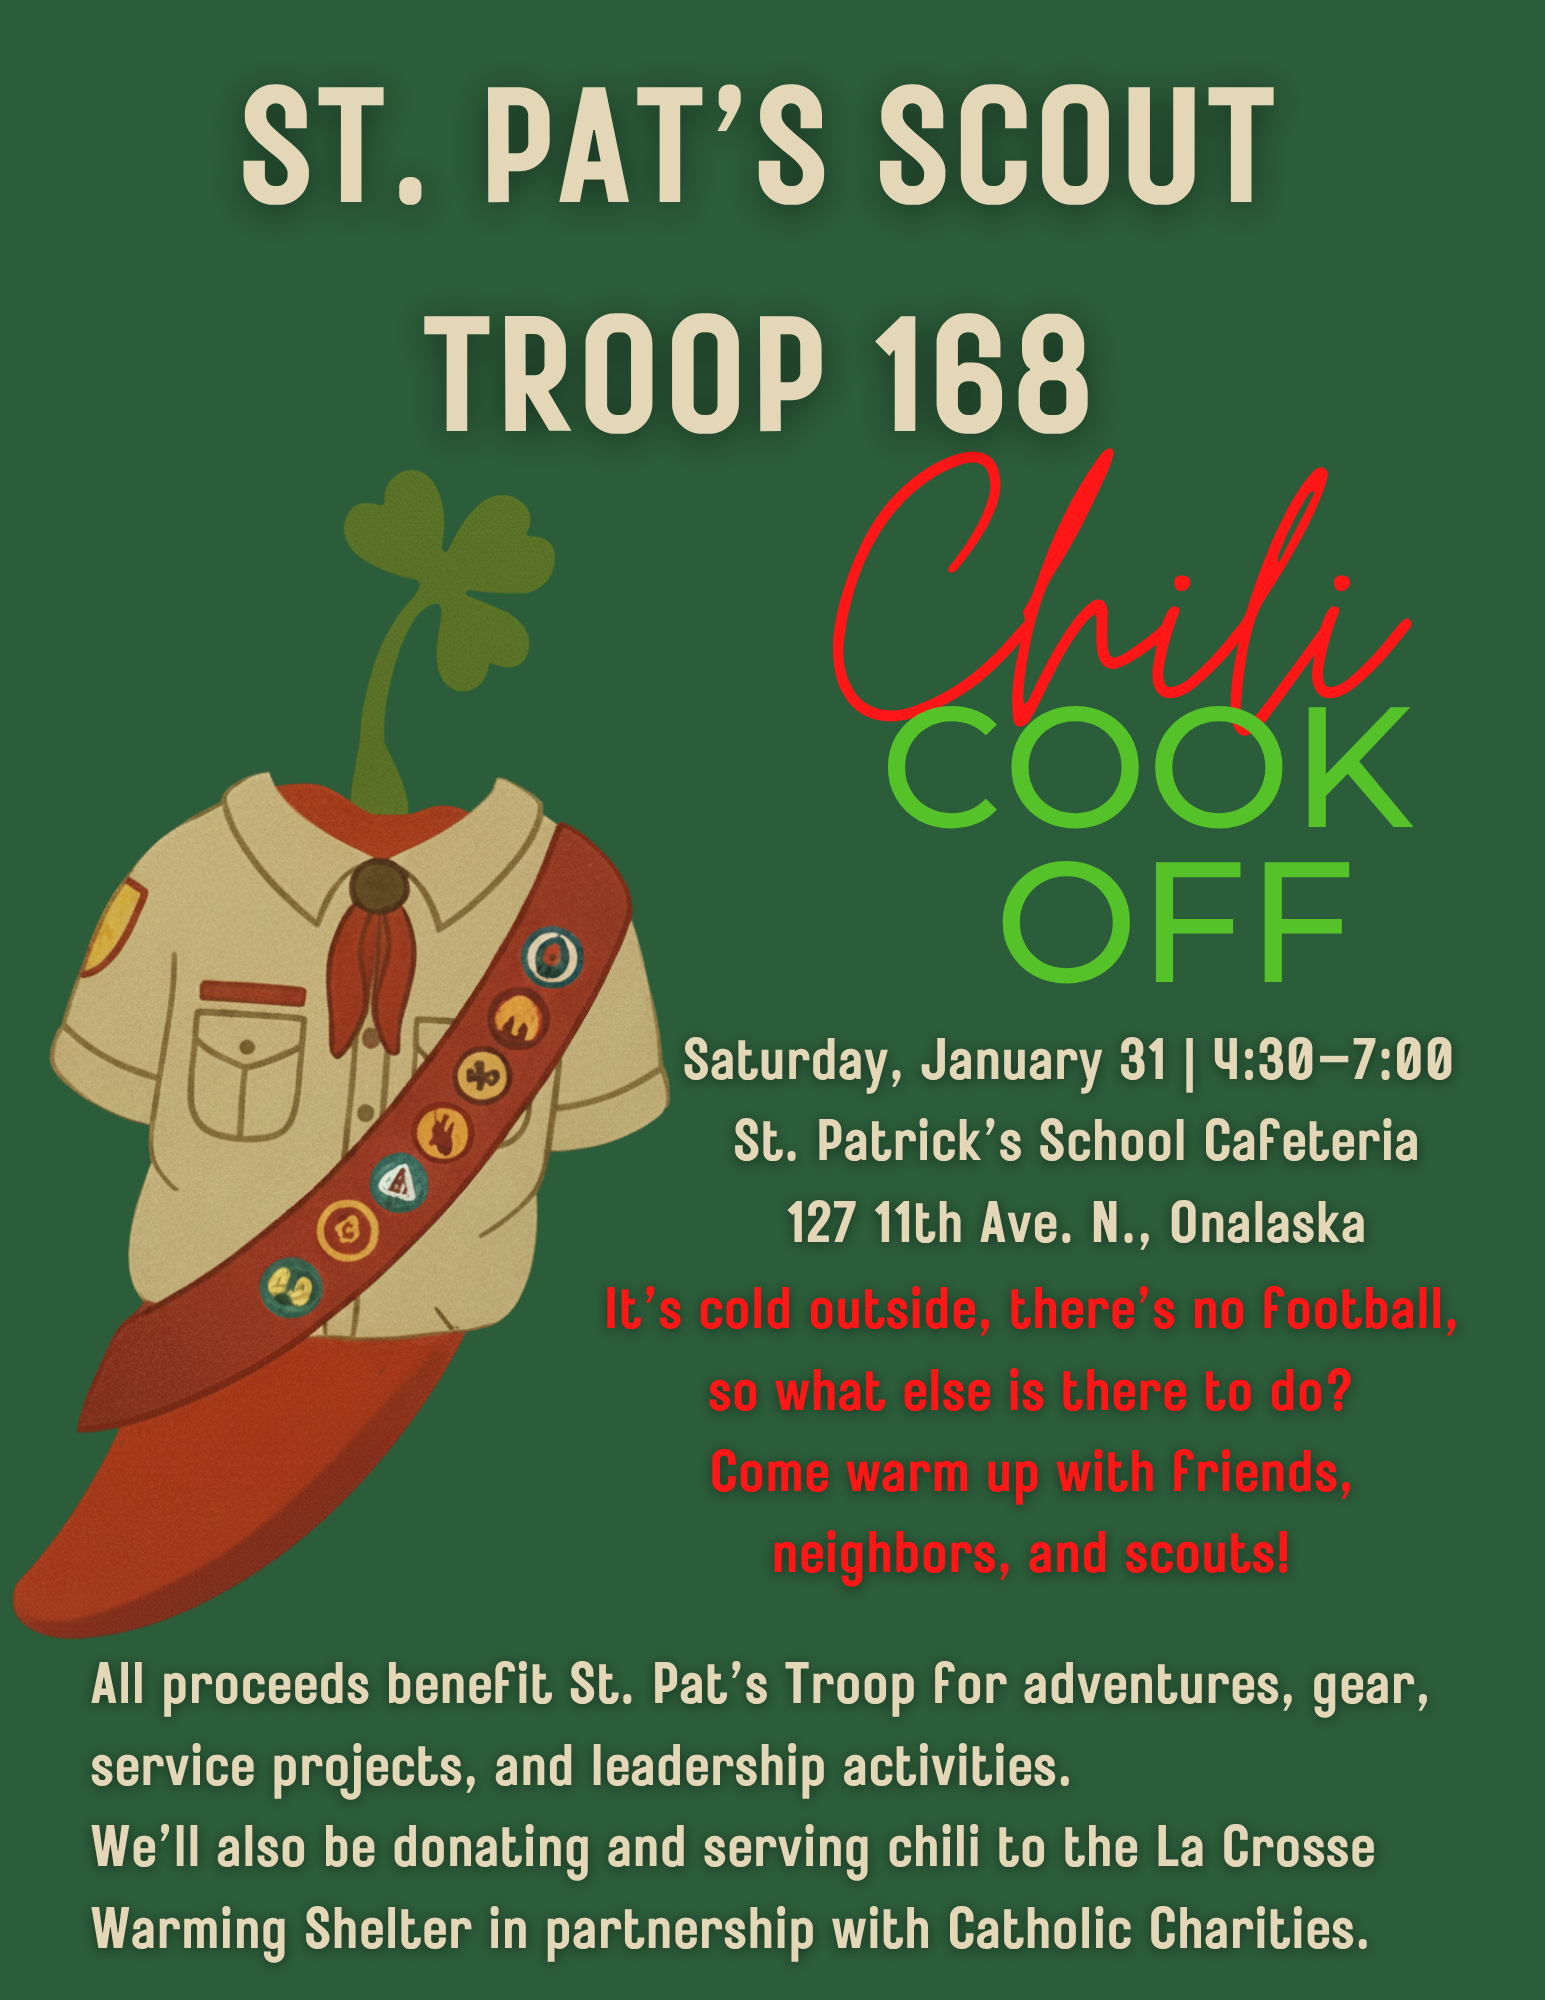 ST. PAT’S SCOUT
TROOP 168
Chili
COOK
OFF
Saturday, January 31 | 4:30–7:00
St. Patrick’s School Cafeteria
127 11th Ave. N., Onalaska
It’s cold outside, there’s no football,
so what else is there to do?
Come warm up with friends,
neighbors, and scouts!
All proceeds benefit St. Pat’s Troop for adventures, gear,
service projects, and leadership activities.
We’ll also be donating and serving chili to the La Crosse
Warming Shelter in partnership with Catholic Charities.